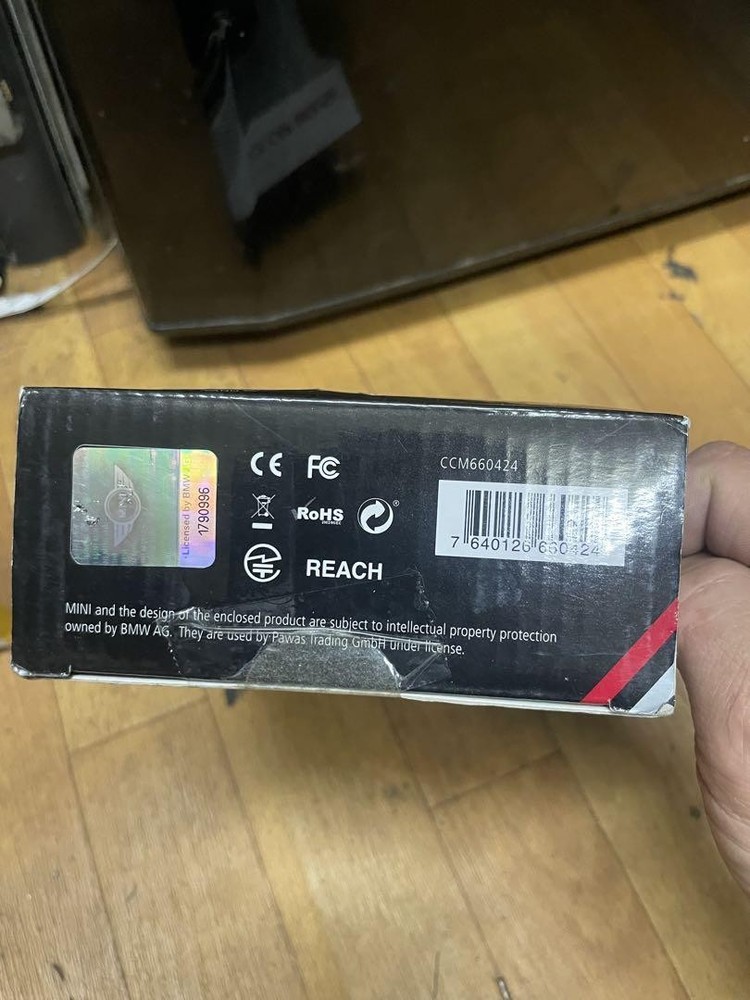 MINI
Licensed by BMW
1790996
CE FC
RoHS
REACH
CCM660424
7 640126 660424
MINI and the design of the enclosed product are subject to intellectual property protection
owned by BMW AG. They are used by Pawas Trading GmbH under license.